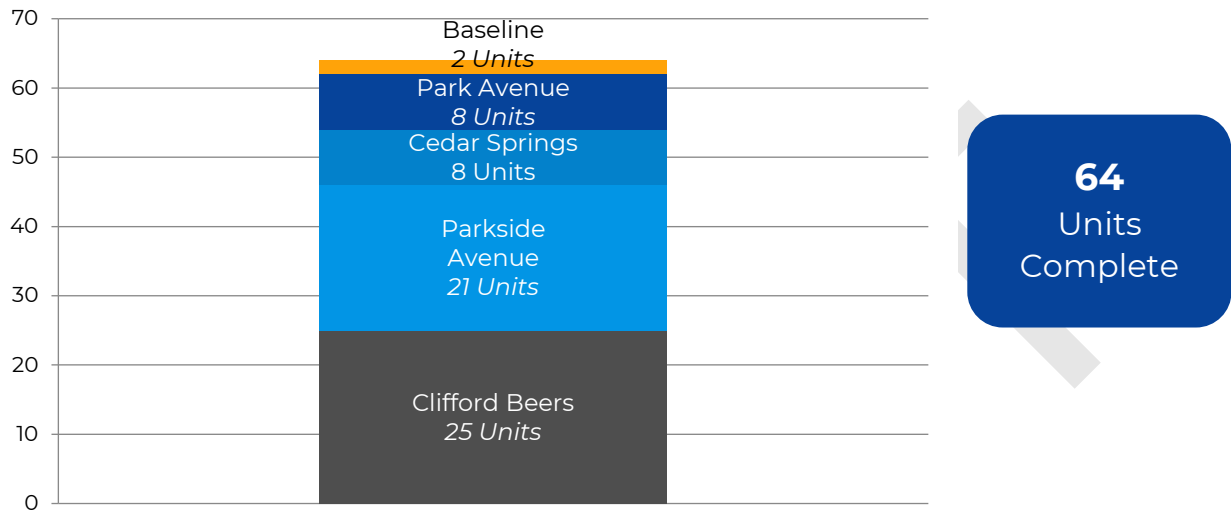 70
60
50
40
30
20
10
0
Baseline
2 Units
Park Avenue
8 Units
Cedar Springs
8 Units
Parkside
Avenue
21 Units
Clifford Beers
25 Units
64
Units
Complete